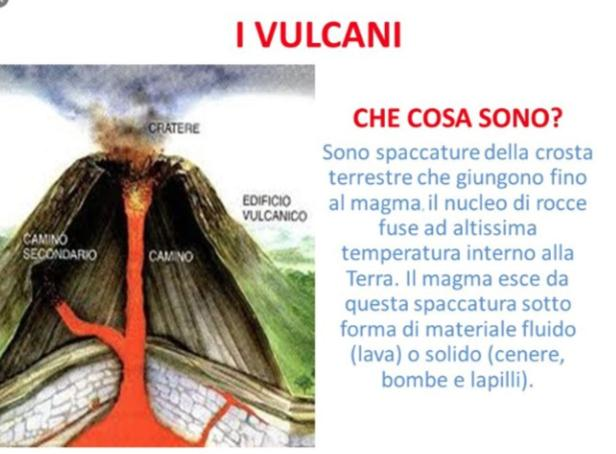 I VULCANI
CHE COSA SONO?
Sono spaccature della crosta
terrestre che giungono fino
al magma, il nucleo di rocce
fuse ad altissima
temperatura interno alla
Terra. Il magma esce da
questa spaccatura sotto
forma di materiale fluido
(lava) o solido (cenere,
bombe e lapilli).
CRATERE
EDIFICIO
VULCANICO
CAMINO
SECONDARIO
CAMINO